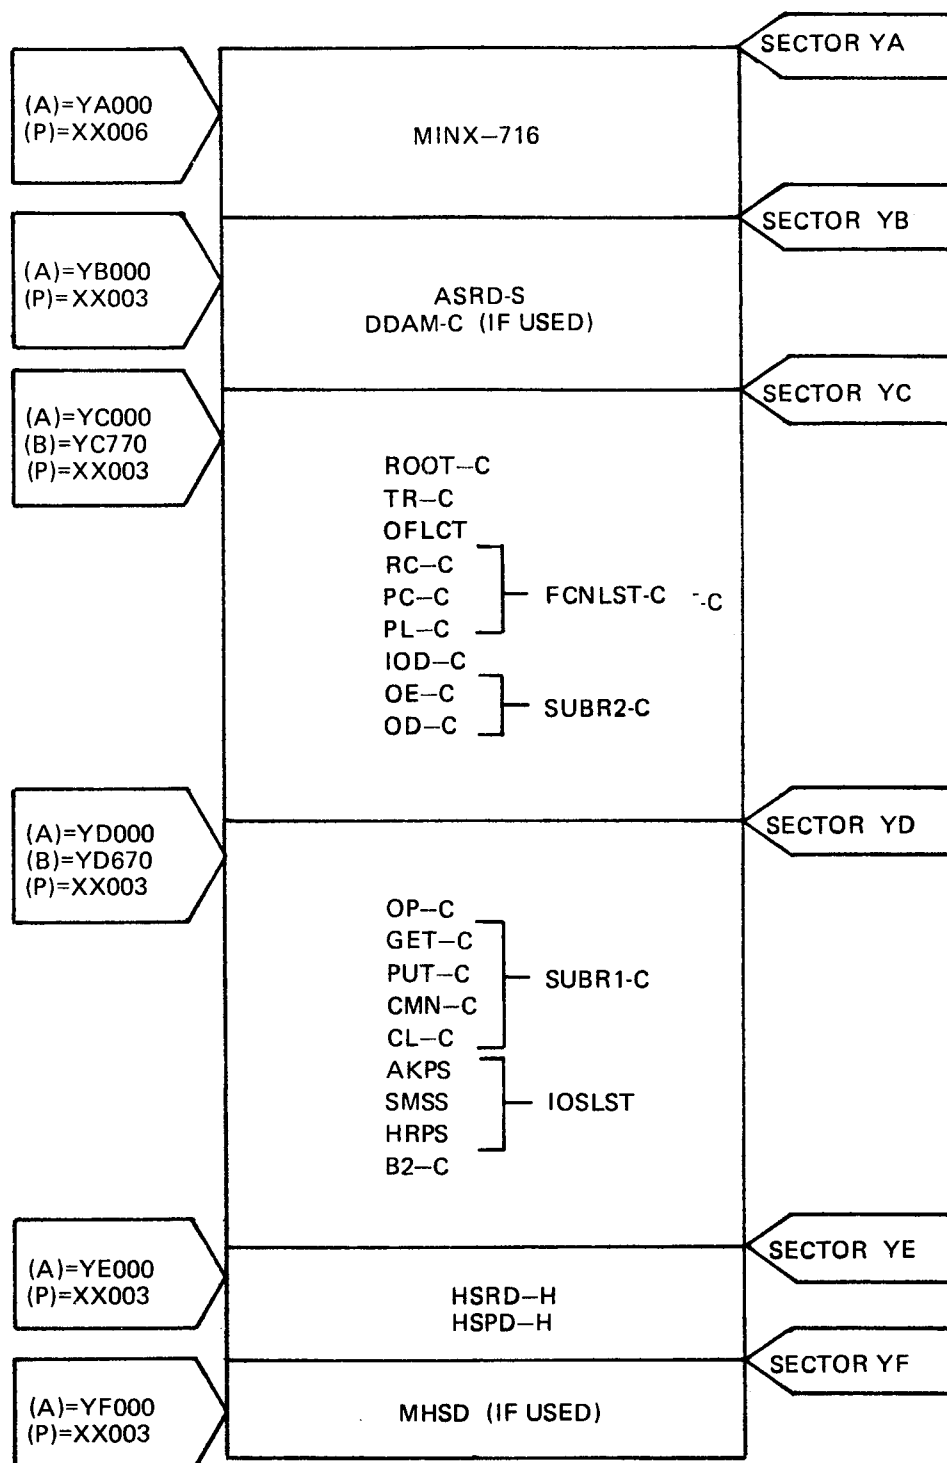 SECTOR YA
(A)=YA000
(P)=XX006
MINX—716
SECTOR YB
(A)=YB000
(P)=XX003
ASRD-S
DDAM-C (IF USED)
SECTOR YC
(A)=YC000
(B)=YC770
(P)=XX003
ROOT—C
TR—C
OFLCT
RC—C
PC—C
PL—C
FCNLST-C -C
IOD—C
OE—C
OD—C
SUBR2-C
SECTOR YD
(A)=YD000
(B)=YD670
(P)=XX003
OP—C
GET—C
PUT—C
CMN—C
CL—C
SUBR1-C
AKPS
SMSS
HRPS
IOSLST
B2—C
SECTOR YE
(A)=YE000
(P)=XX003
HSRD—H
HSPD—H
SECTOR YF
(A)=YF000
(P)=XX003
MHSD (IF USED)